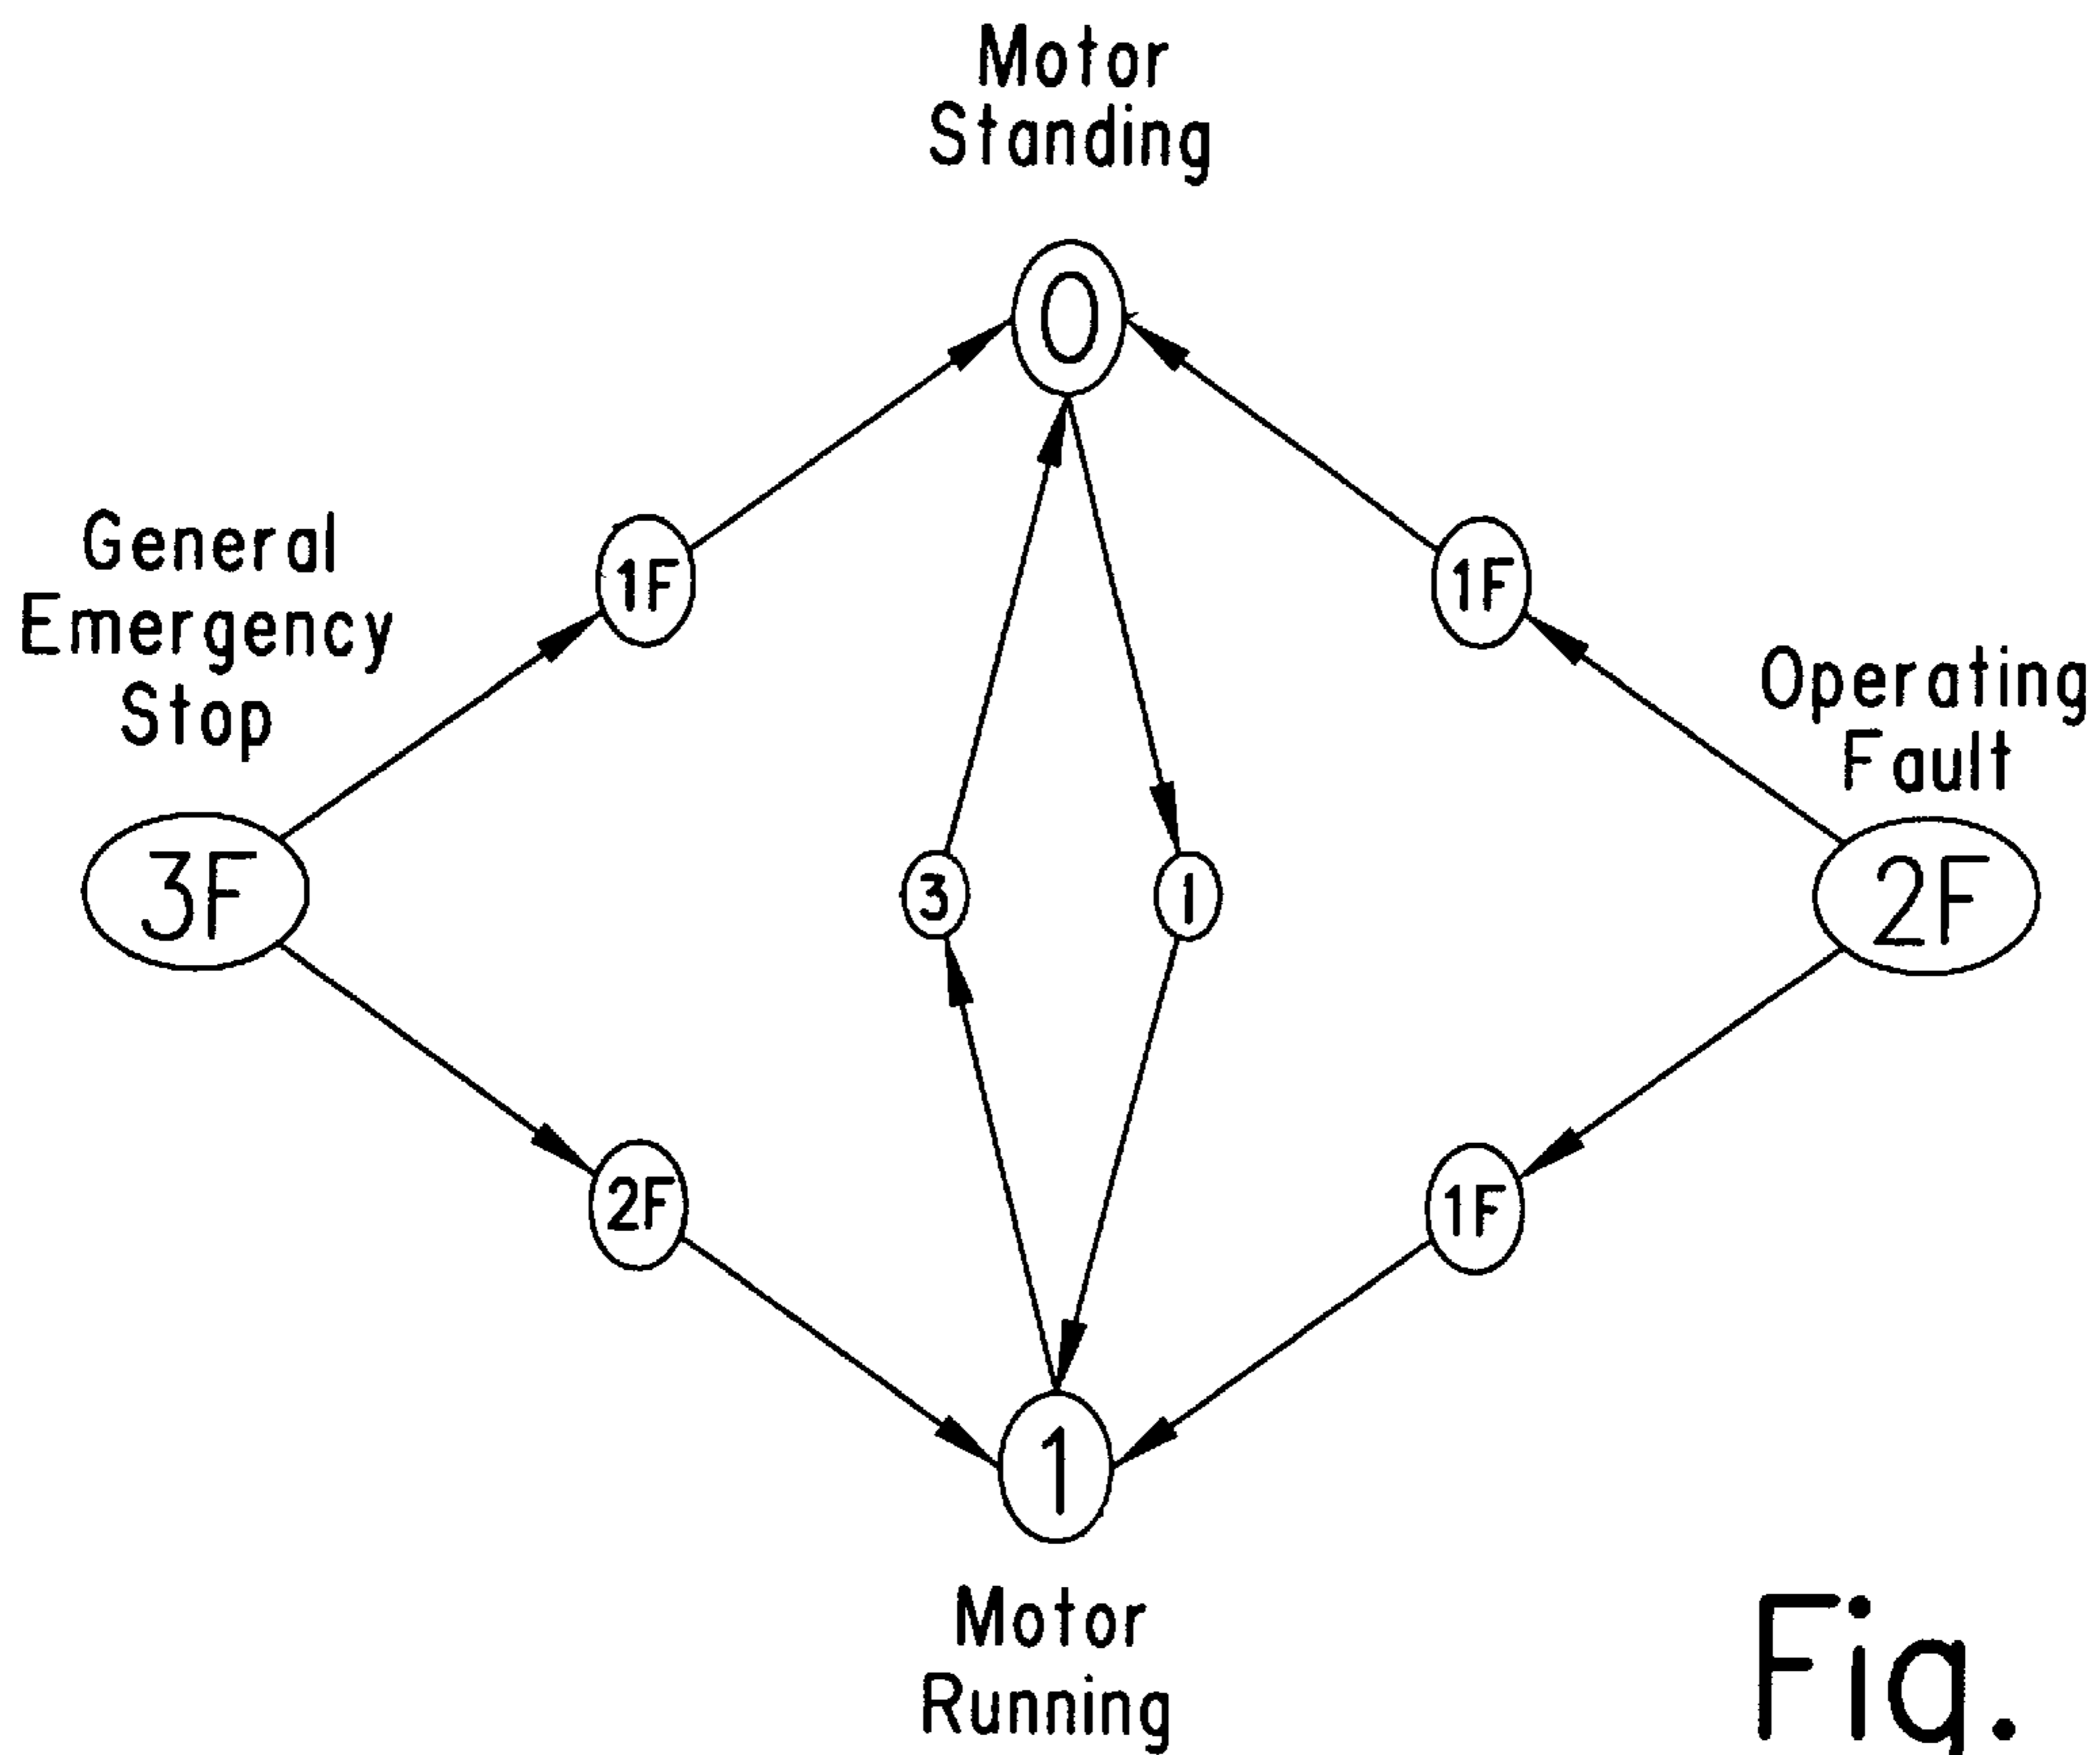 Motor
Standing
0
General
Emergency
Stop
1F
1F
Operating
Fault
3F
3
1
2F
2F
1F
1
Motor
Running
Fig.